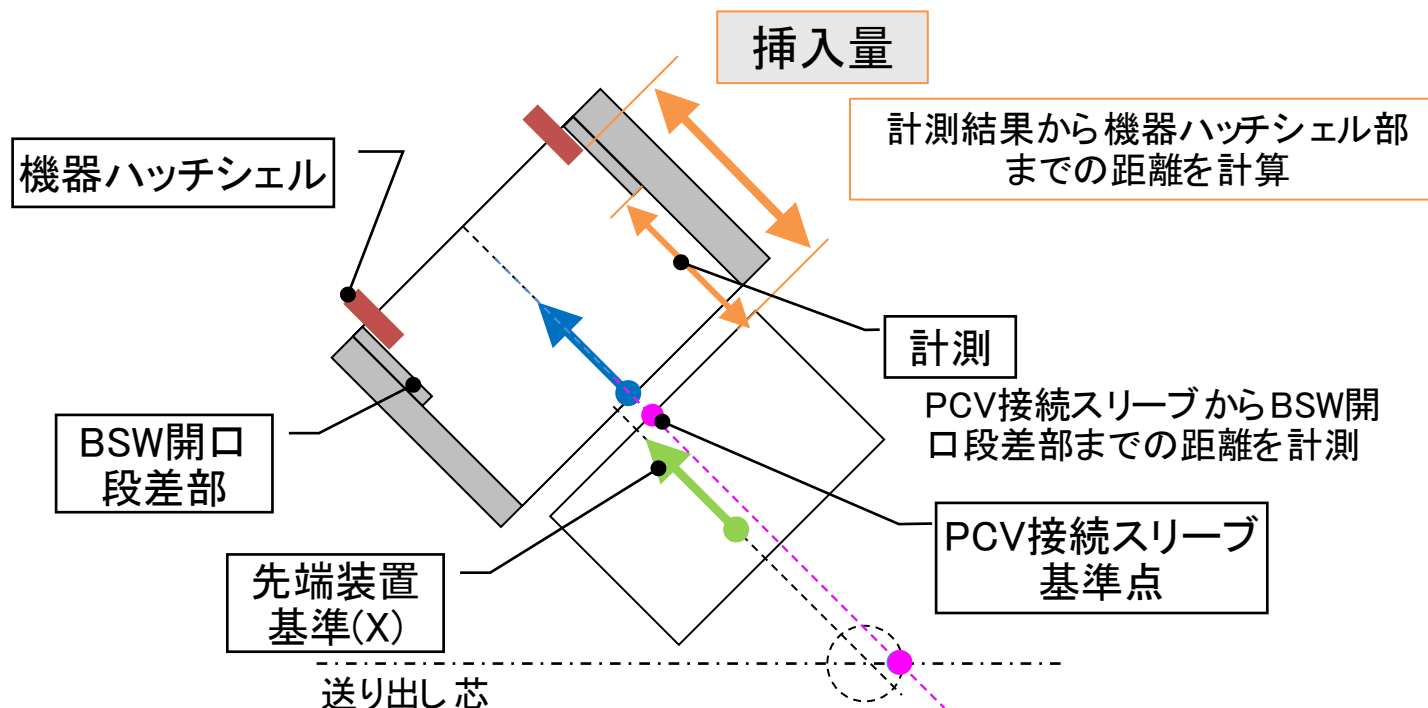 挿入量
計測結果から機器ハッチシェル部
までの距離を計算
機器ハッチシェル
計測
PCV接続スリーブからBSW開
口段差部までの距離を計測
BSW開口
段差部
PCV接続スリーブ
基準点
先端装置
基準(X)
送り出し芯